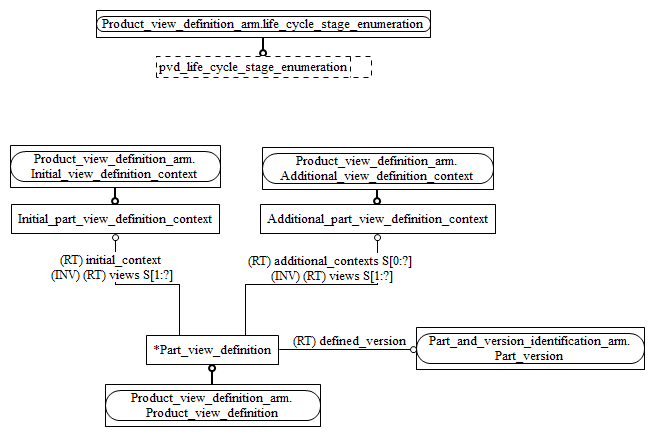 Product_view_definition_arm.life_cycle_stage_enumeration
pvd_life_cycle_stage_enumeration
Product_view_definition_arm.
Initial_view_definition_context
Product_view_definition_arm.
Additional_view_definition_context
Initial_part_view_definition_context
Additional_part_view_definition_context
(RT) initial_context
(INV) (RT) views S[1:?]
(RT) additional_contexts S[0:?]
(INV) (RT) views S[1:?]
*Part_view_definition
(RT) defined_version
Part_and_version_identification_arm.
Part_version
Product_view_definition_arm.
Product_view_definition